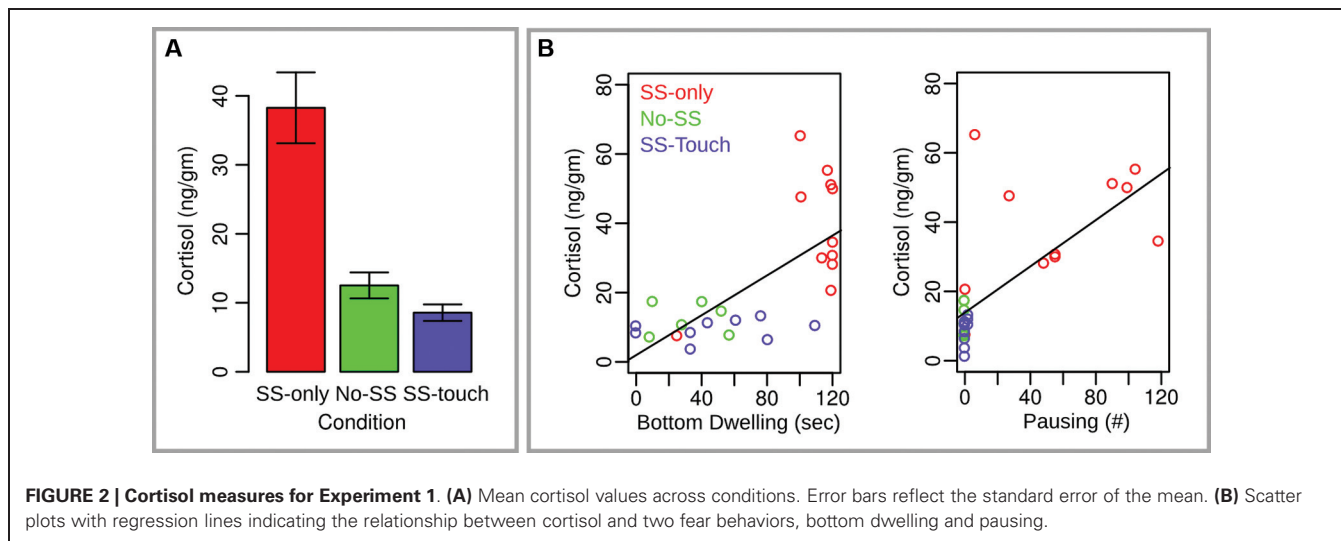 A
Cortisol (ng/gm)
0
10
20
30
40
SS-only No-SS SS-touch
Condition
B
Cortisol (ng/gm)
0
20
40
60
80
SS-only
No-SS
SS-Touch
0 40 80 120
Bottom Dwelling (sec)
Cortisol (ng/gm)
0
20
40
60
80
0 40 80 120
Pausing (#)
FIGURE 2 | Cortisol measures for Experiment 1. (A) Mean cortisol values across conditions. Error bars reflect the standard error of the mean. (B) Scatter
plots with regression lines indicating the relationship between cortisol and two fear behaviors, bottom dwelling and pausing.